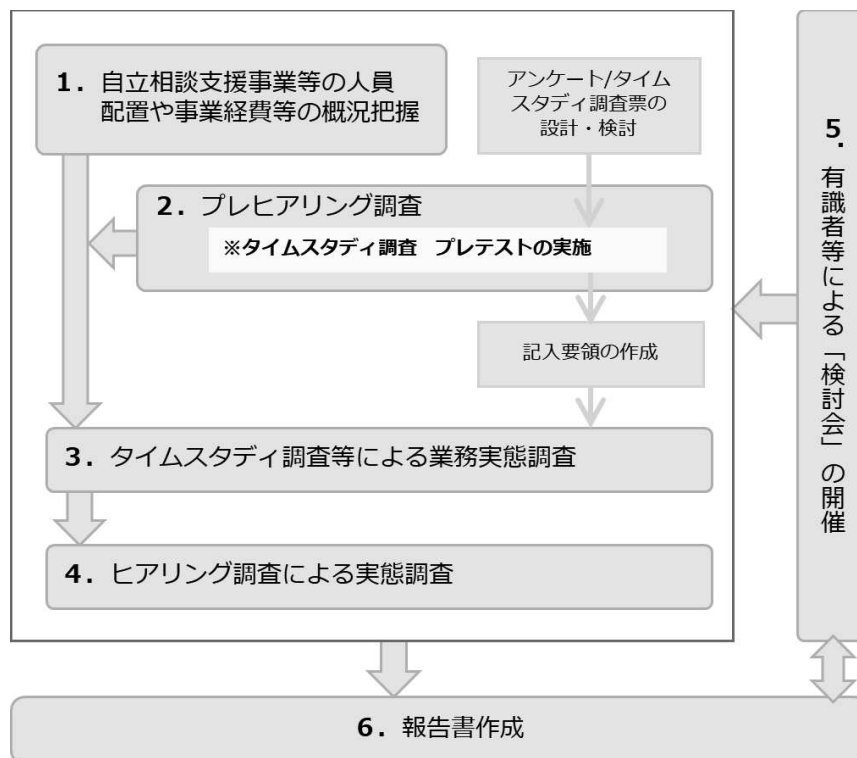 1．自立相談支援事業等の人員
配置や事業経費等の概況把握
アンケート/タイム
スタディ調査票の
設計・検討
2．プレヒアリング調査
※タイムスタディ調査　プレテストの実施
記入要領の作成
3．タイムスタディ調査等による業務実態調査
4．ヒアリング調査による実態調査
5．有識者等による「検討会」の開催
6．報告書作成